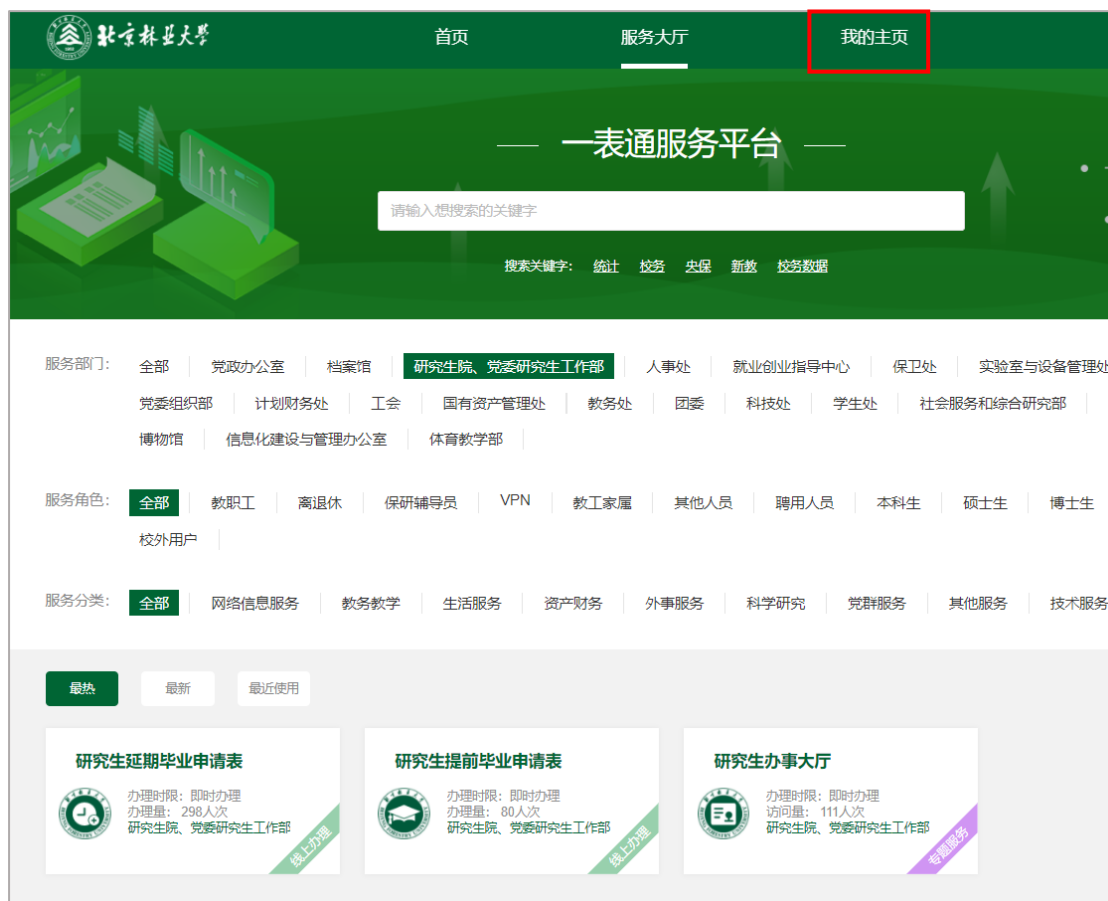 北京林业大学 首页 服务大厅 我的主页
一表通服务平台
请输入想搜索的关键字
搜索关键字: 统计 校务 央保 新教 校务数据
服务部门: 全部 党政办公室 档案馆 研究生院、党委研究生工作部 人事处 就业创业指导中心 保卫处 实验室与设备管理处
党委组织部 计划财务处 工会 国有资产管理处 教务处 团委 科技处 学生处 社会服务和综合研究部
博物馆 信息化建设与管理办公室 体育教学部
服务角色: 全部 教职工 离退休 保研辅导员 VPN 教工家属 其他人员 聘用人员 本科生 硕士生 博士生
校外用户
服务分类: 全部 网络信息服务 教务教学 生活服务 资产财务 外事服务 科学研究 党群服务 其他服务 技术服务
最热 最新 最近使用
研究生延期毕业申请表
办理时限: 即时办理
办理量: 298人次
研究生院、党委研究生工作部
线上办理
研究生提前毕业申请表
办理时限: 即时办理
办理量: 80人次
研究生院、党委研究生工作部
线上办理
研究生办事大厅
办理时限: 即时办理
访问量: 111人次
研究生院、党委研究生工作部
专题服务